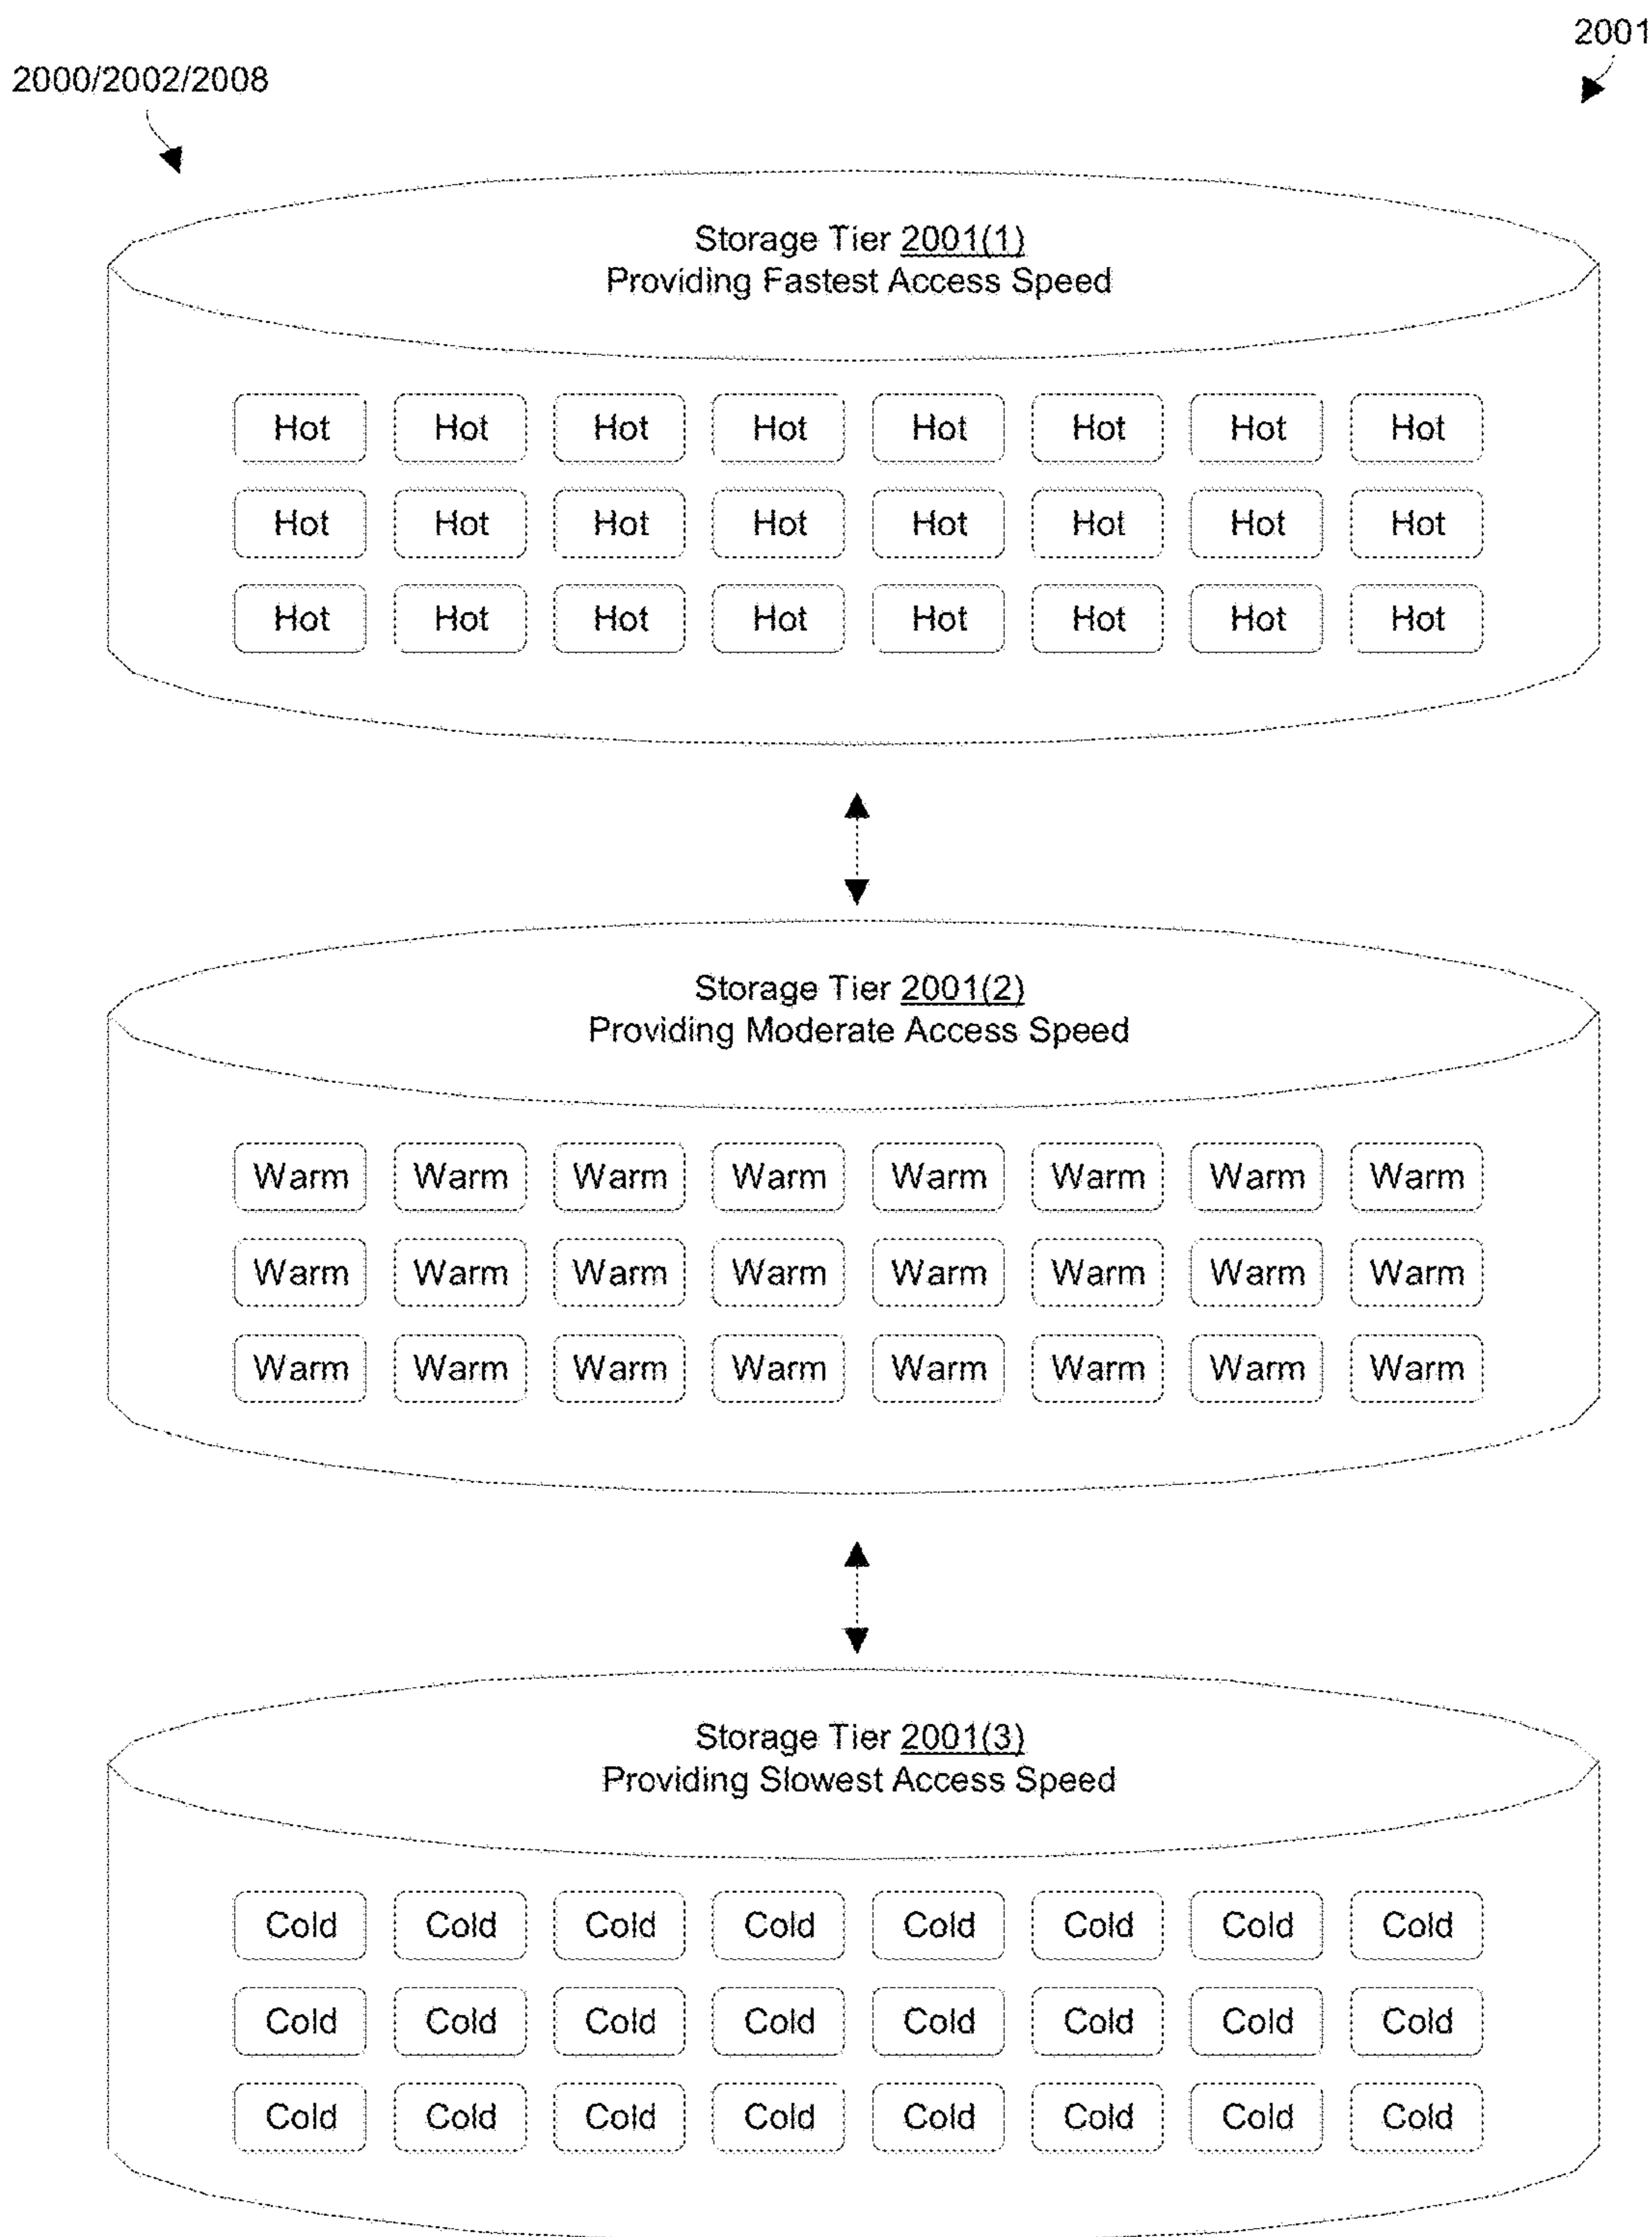 2001
2000/2002/2008
Storage Tier 2001(1)
Providing Fastest Access Speed
Hot Hot Hot Hot Hot Hot Hot Hot
Hot Hot Hot Hot Hot Hot Hot Hot
Hot Hot Hot Hot Hot Hot Hot Hot
Storage Tier 2001(2)
Providing Moderate Access Speed
Warm Warm Warm Warm Warm Warm Warm Warm
Warm Warm Warm Warm Warm Warm Warm Warm
Warm Warm Warm Warm Warm Warm Warm Warm
Storage Tier 2001(3)
Providing Slowest Access Speed
Cold Cold Cold Cold Cold Cold Cold Cold
Cold Cold Cold Cold Cold Cold Cold Cold
Cold Cold Cold Cold Cold Cold Cold Cold